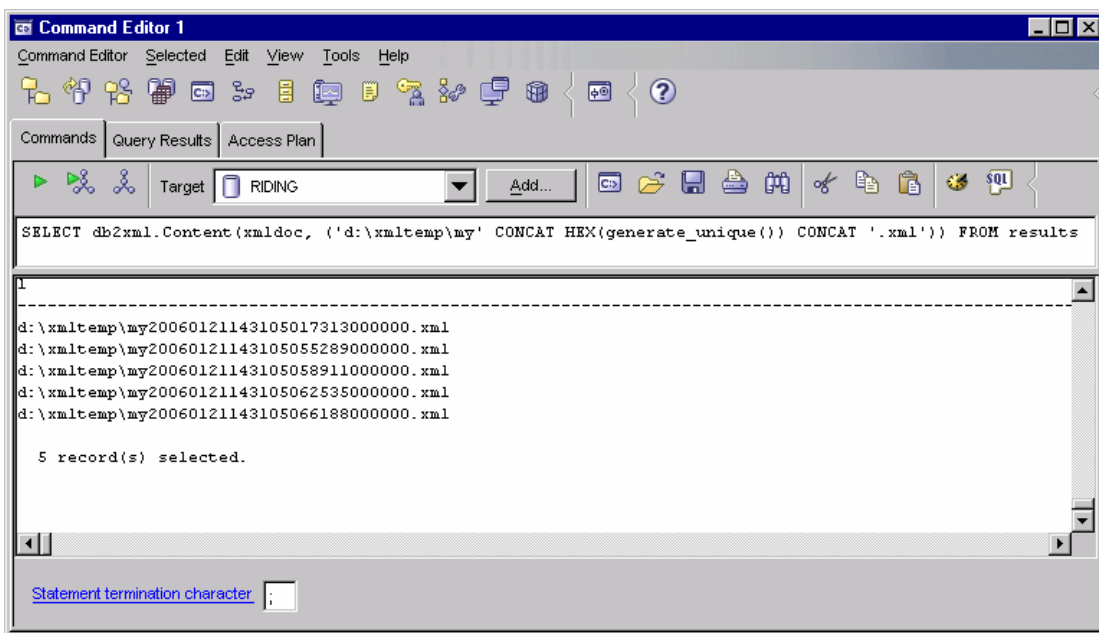 Command Editor 1
Command Editor Selected Edit View Tools Help
Commands Query Results Access Plan
Target RIDING Add...
SELECT db2xml.Content(xmldoc, ('d:\xmltemp\my' CONCAT HEX(generate_unique()) CONCAT '.xml')) FROM results
1
--------------------------------------------------------------------------------------------------------
d:\xmltemp\my20060121143105017313000000.xml
d:\xmltemp\my20060121143105055289000000.xml
d:\xmltemp\my20060121143105058911000000.xml
d:\xmltemp\my20060121143105062535000000.xml
d:\xmltemp\my20060121143105066188000000.xml
5 record(s) selected.
Statement termination character ;